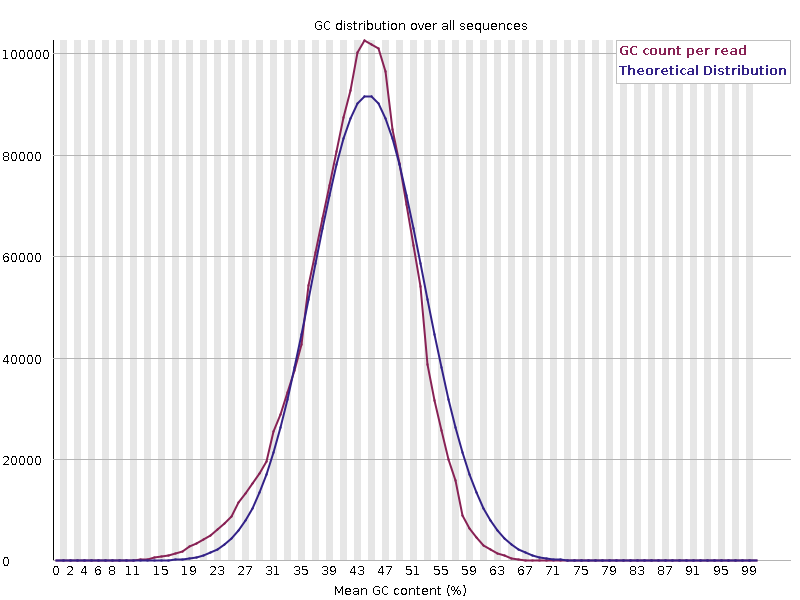 GC distribution over all sequences
GC count per read
Theoretical Distribution
100000
80000
60000
40000
20000
0
0 2 4 6 8 11 15 19 23 27 31 35 39 43 47 51 55 59 63 67 71 75 79 83 87 91 95 99
Mean GC content (%)